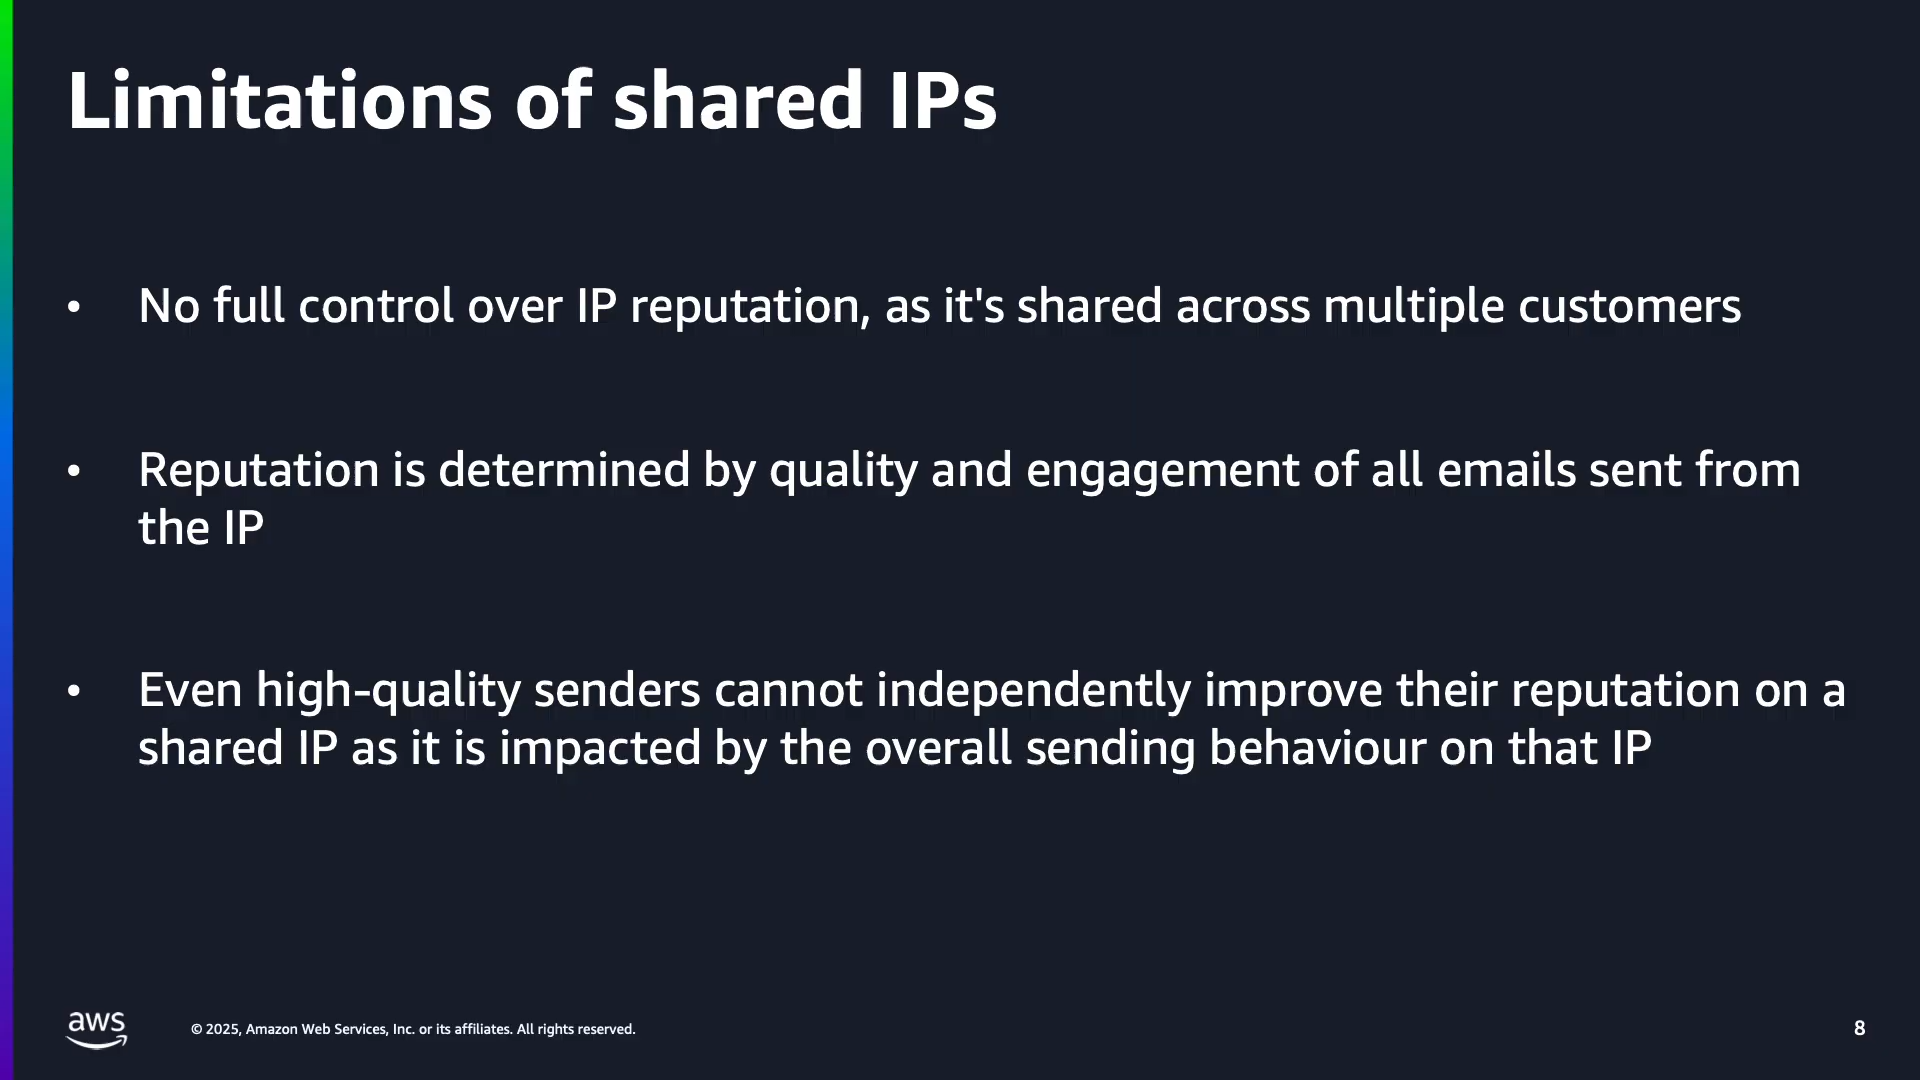 Limitations of shared IPs
• No full control over IP reputation, as it's shared across multiple customers
• Reputation is determined by quality and engagement of all emails sent from
the IP
• Even high-quality senders cannot independently improve their reputation on a
shared IP as it is impacted by the overall sending behaviour on that IP
aws
© 2025, Amazon Web Services, Inc. or its affiliates. All rights reserved.
8